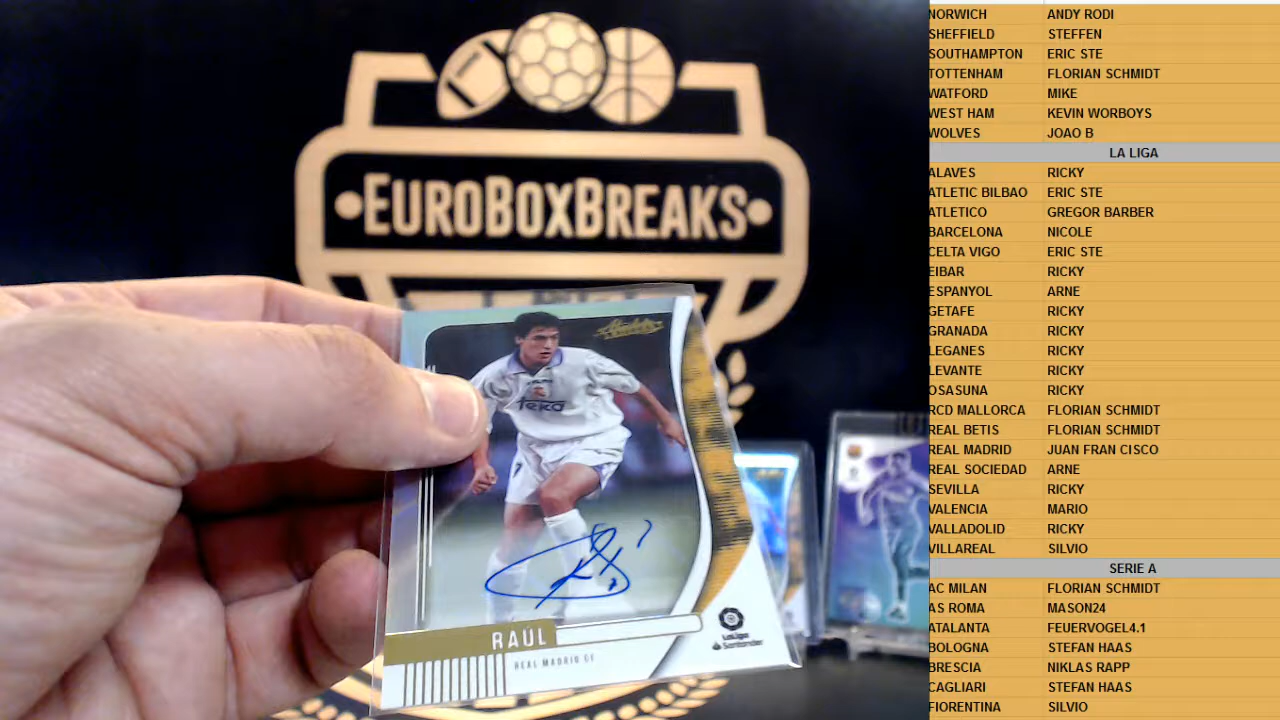 EUROBOXBREAKS
Absolute
teka
RAÚL
REAL MADRID CF
LaLiga
Santander
NORWICH ANDY RODI
SHEFFIELD STEFFEN
SOUTHAMPTON ERIC STE
TOTTENHAM FLORIAN SCHMIDT
WATFORD MIKE
WEST HAM KEVIN WORBOYS
WOLVES JOAO B
LA LIGA
ALAVES RICKY
ATLETIC BILBAO ERIC STE
ATLETICO GREGOR BARBER
BARCELONA NICOLE
CELTA VIGO ERIC STE
EIBAR RICKY
ESPANYOL ARNE
GETAFE RICKY
GRANADA RICKY
LEGANES RICKY
LEVANTE RICKY
OSASUNA RICKY
RCD MALLORCA FLORIAN SCHMIDT
REAL BETIS FLORIAN SCHMIDT
REAL MADRID JUAN FRAN CISCO
REAL SOCIEDAD ARNE
SEVILLA RICKY
VALENCIA MARIO
VALLADOLID RICKY
VILLAREAL SILVIO
SERIE A
AC MILAN FLORIAN SCHMIDT
AS ROMA MASON24
ATALANTA FEUERVOGEL4.1
BOLOGNA STEFAN HAAS
BRESCIA NIKLAS RAPP
CAGLIARI STEFAN HAAS
FIORENTINA SILVIO